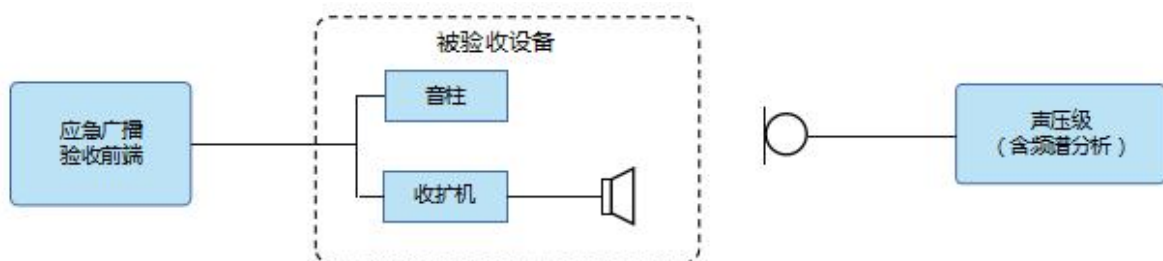 被验收设备
音柱
应急广播
验收前端
收扩机
声压级
（含频谱分析）